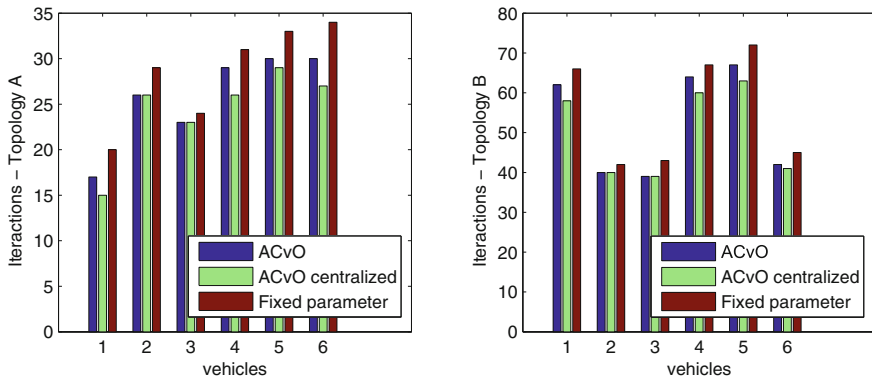 Iteractions – Topology A
35
30
25
20
15
10
5
0
ACvO
ACvO centralized
Fixed parameter
1 2 3 4 5 6
vehicles
Iteractions – Topology B
80
70
60
50
40
30
20
10
0
ACvO
ACvO centralized
Fixed parameter
1 2 3 4 5 6
vehicles